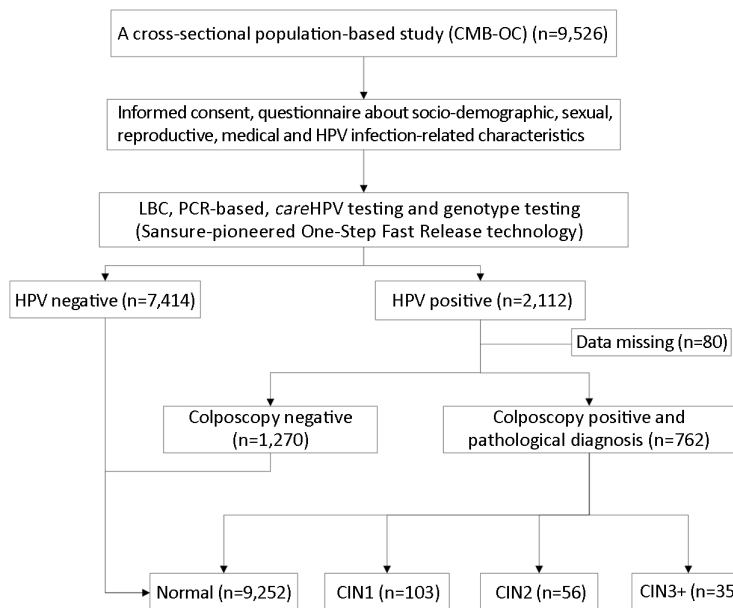 A cross-sectional population-based study (CMB-OC) (n=9,526)
Informed consent, questionnaire about socio-demographic, sexual,
reproductive, medical and HPV infection-related characteristics
LBC, PCR-based, careHPV testing and genotype testing
(Sansure-pioneered One-Step Fast Release technology)
HPV negative (n=7,414)
HPV positive (n=2,112)
Data missing (n=80)
Colposcopy negative
(n=1,270)
Colposcopy positive and
pathological diagnosis (n=762)
Normal (n=9,252)
CIN1 (n=103)
CIN2 (n=56)
CIN3+ (n=35